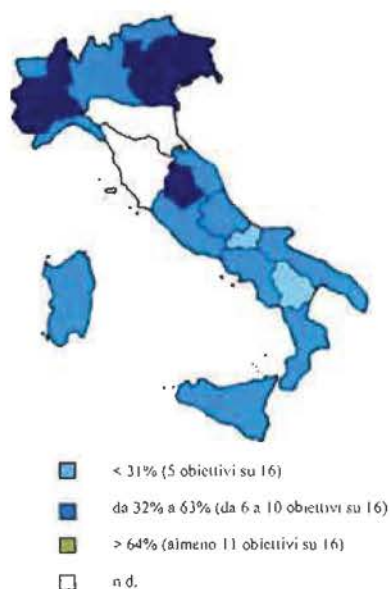 < 31% (5 obiettivi su 16)
da 32% a 63% (da 6 a 10 obiettivi su 16)
> 64% (almeno 11 obiettivi su 16)
n d.